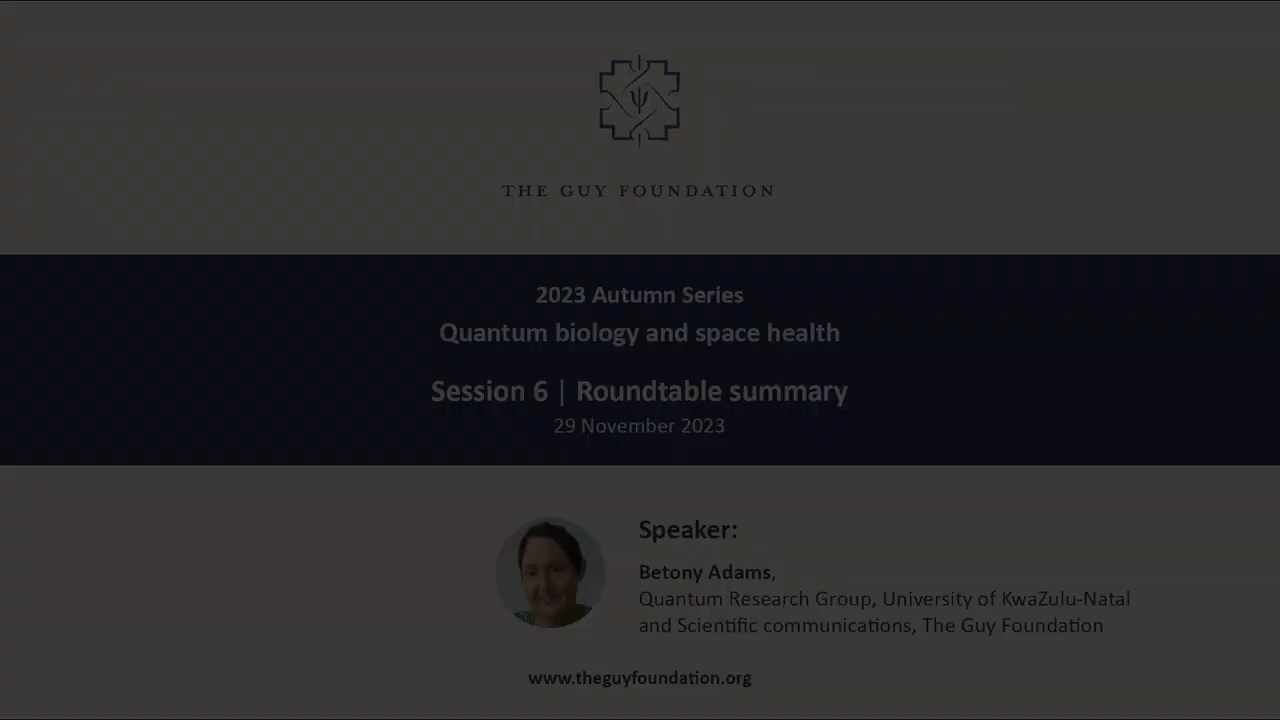 THE GUY FOUNDATION
2023 Autumn Series
Quantum biology and space health
Session 6 | Roundtable summary
29 November 2023
Speaker:
Betony Adams,
Quantum Research Group, University of KwaZulu-Natal
and Scientific communications, The Guy Foundation
www.theguyfoundation.org